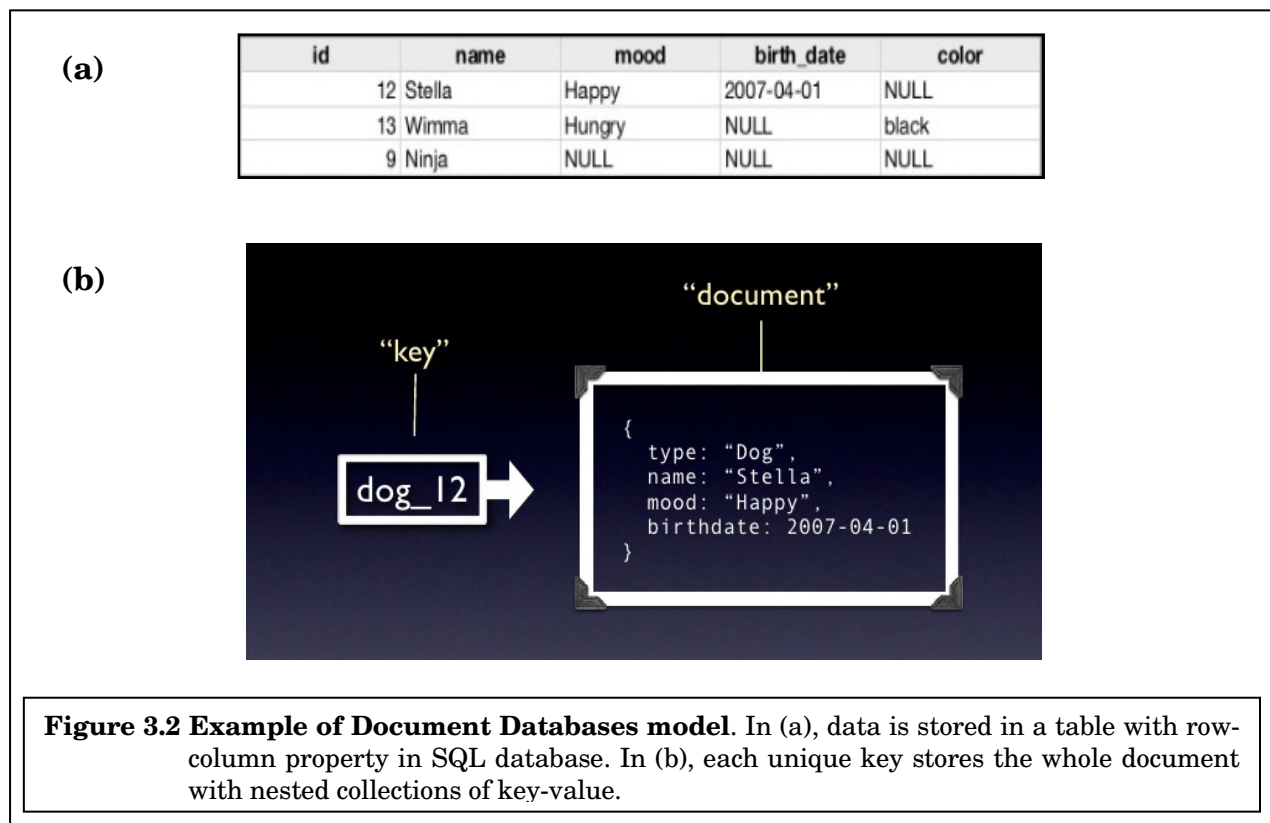 (a)
id name mood birth_date color
12 Stella Happy 2007-04-01 NULL
13 Wimma Hungry NULL black
9 Ninja NULL NULL NULL
(b)
“document”
“key”
dog_12
{
type: “Dog”,
name: “Stella”,
mood: “Happy”,
birthdate: 2007-04-01
}
Figure 3.2 Example of Document Databases model. In (a), data is stored in a table with row-
column property in SQL database. In (b), each unique key stores the whole document
with nested collections of key-value.